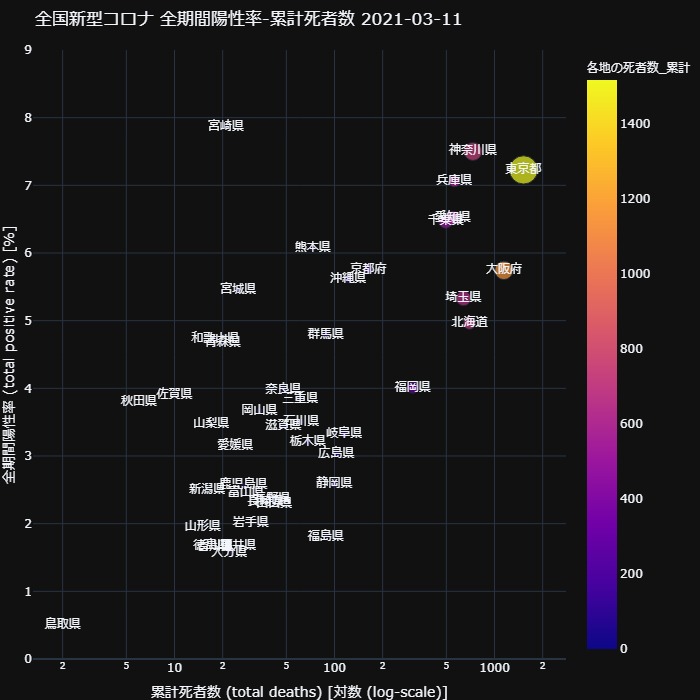 全国新型コロナ 全期間陽性率-累計死者数 2021-03-11
各地の死者数_累計
9
8
7
6
5
4
3
2
1
0
全期間陽性率 (total positive rate) [%]
宮崎県
神奈川県
東京都
兵庫県
千葉県
熊本県
京都府
大阪府
沖縄県
宮城県
埼玉県
北海道
和歌山県
青森県
群馬県
福岡県
奈良県
佐賀県
三重県
秋田県
岡山県
山梨県
石川県
滋賀県
岐阜県
栃木県
愛媛県
広島県
鹿児島県
新潟県
富山県
静岡県
岩手県
山形県
福島県
大分県
鳥取県
2
5
10
2
5
100
2
5
1000
2
累計死者数 (total deaths) [対数 (log-scale)]
1400
1200
1000
800
600
400
200
0